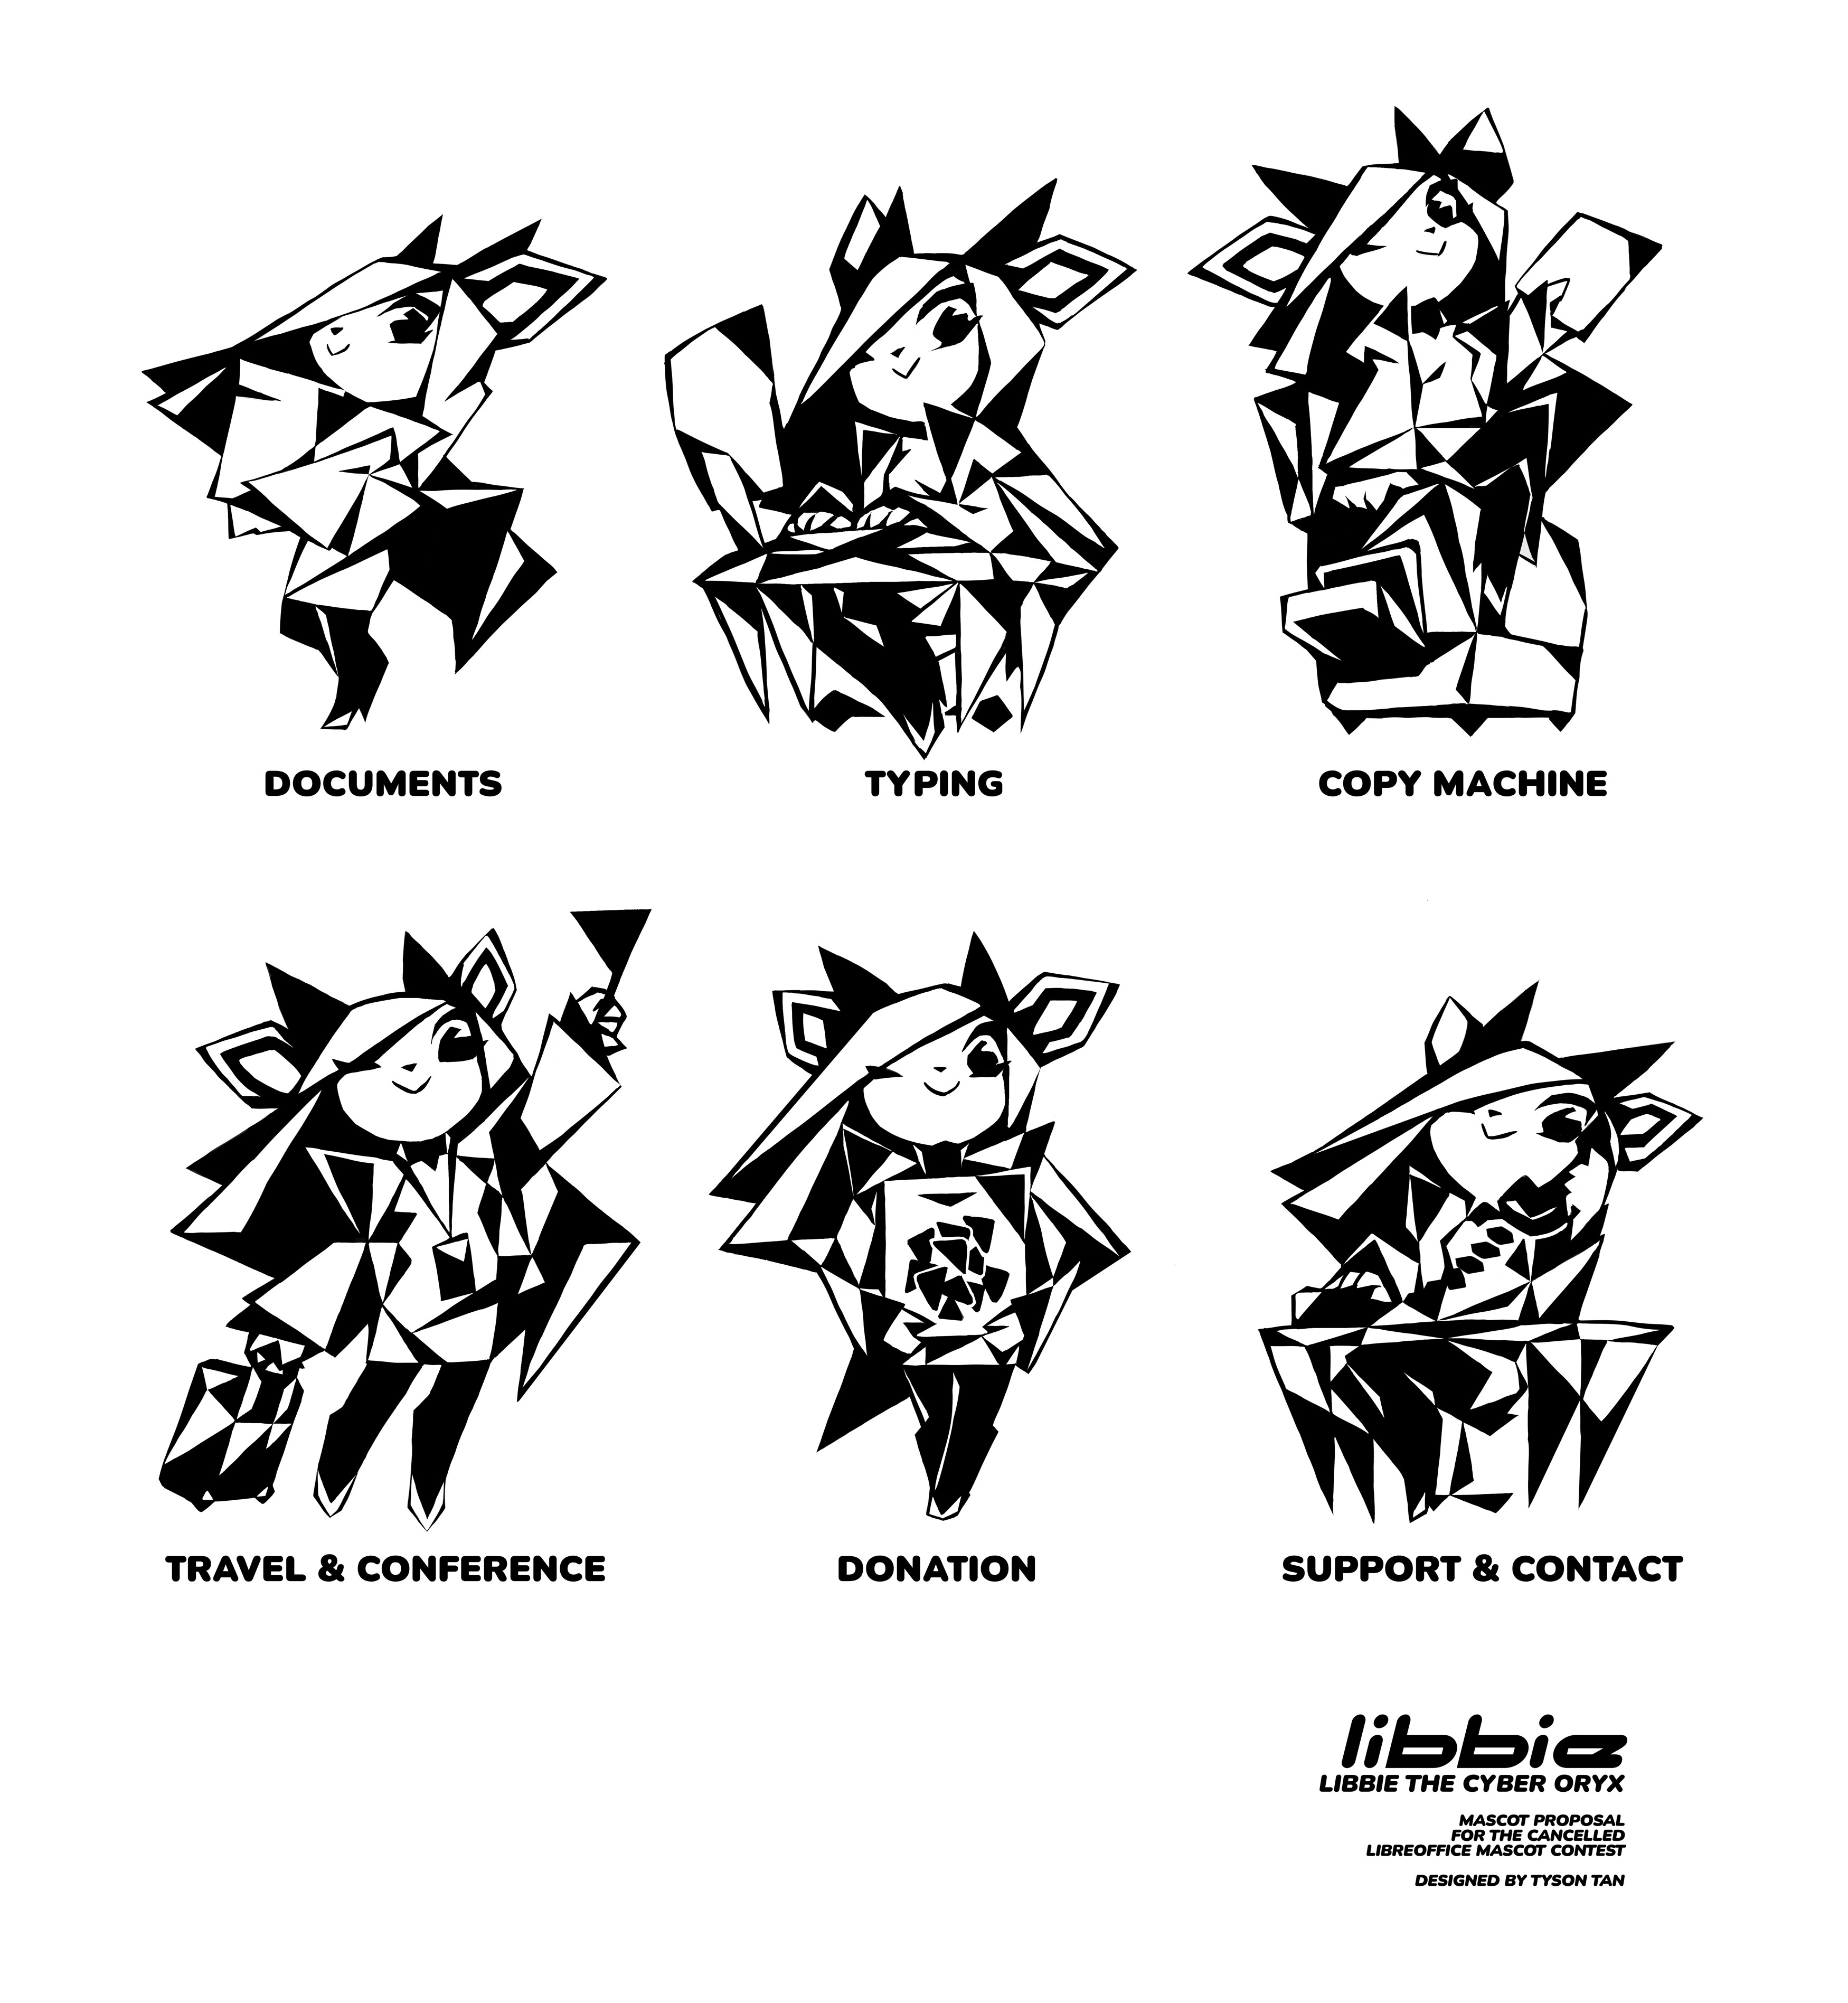 DOCUMENTS
TYPING
COPY MACHINE
TRAVEL & CONFERENCE
DONATION
SUPPORT & CONTACT
libbie
LIBBIE THE CYBER ORYX
MASCOT PROPOSAL
FOR THE CANCELLED
LIBREOFFICE MASCOT CONTEST
DESIGNED BY TYSON TAN